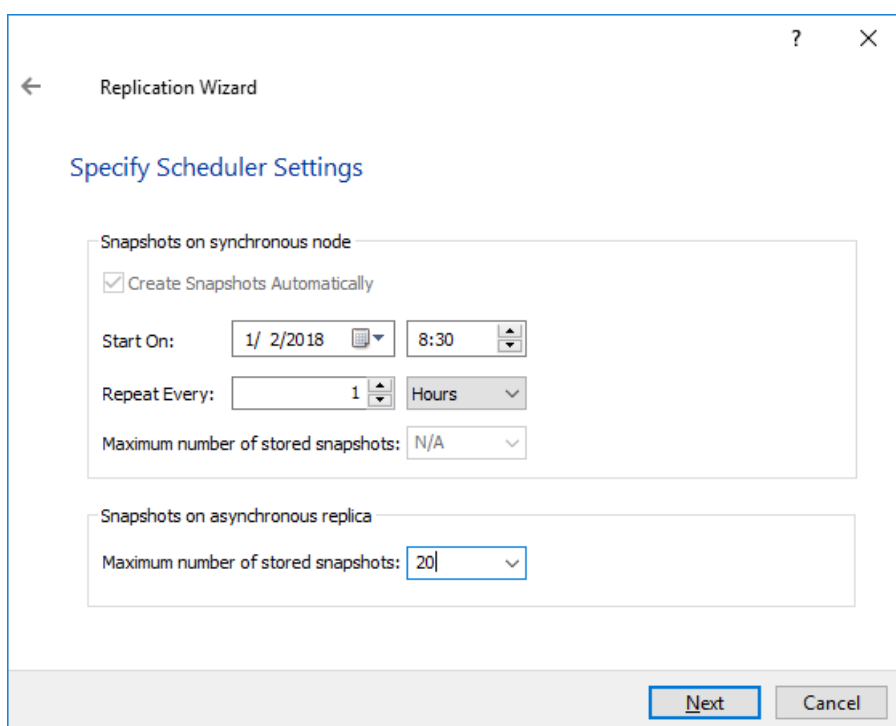 ?
Replication Wizard
Specify Scheduler Settings
Snapshots on synchronous node
Create Snapshots Automatically
Start On: 1/ 2/2018 8:30
Repeat Every: 1 Hours
Maximum number of stored snapshots: N/A
Snapshots on asynchronous replica
Maximum number of stored snapshots: 20
Next Cancel